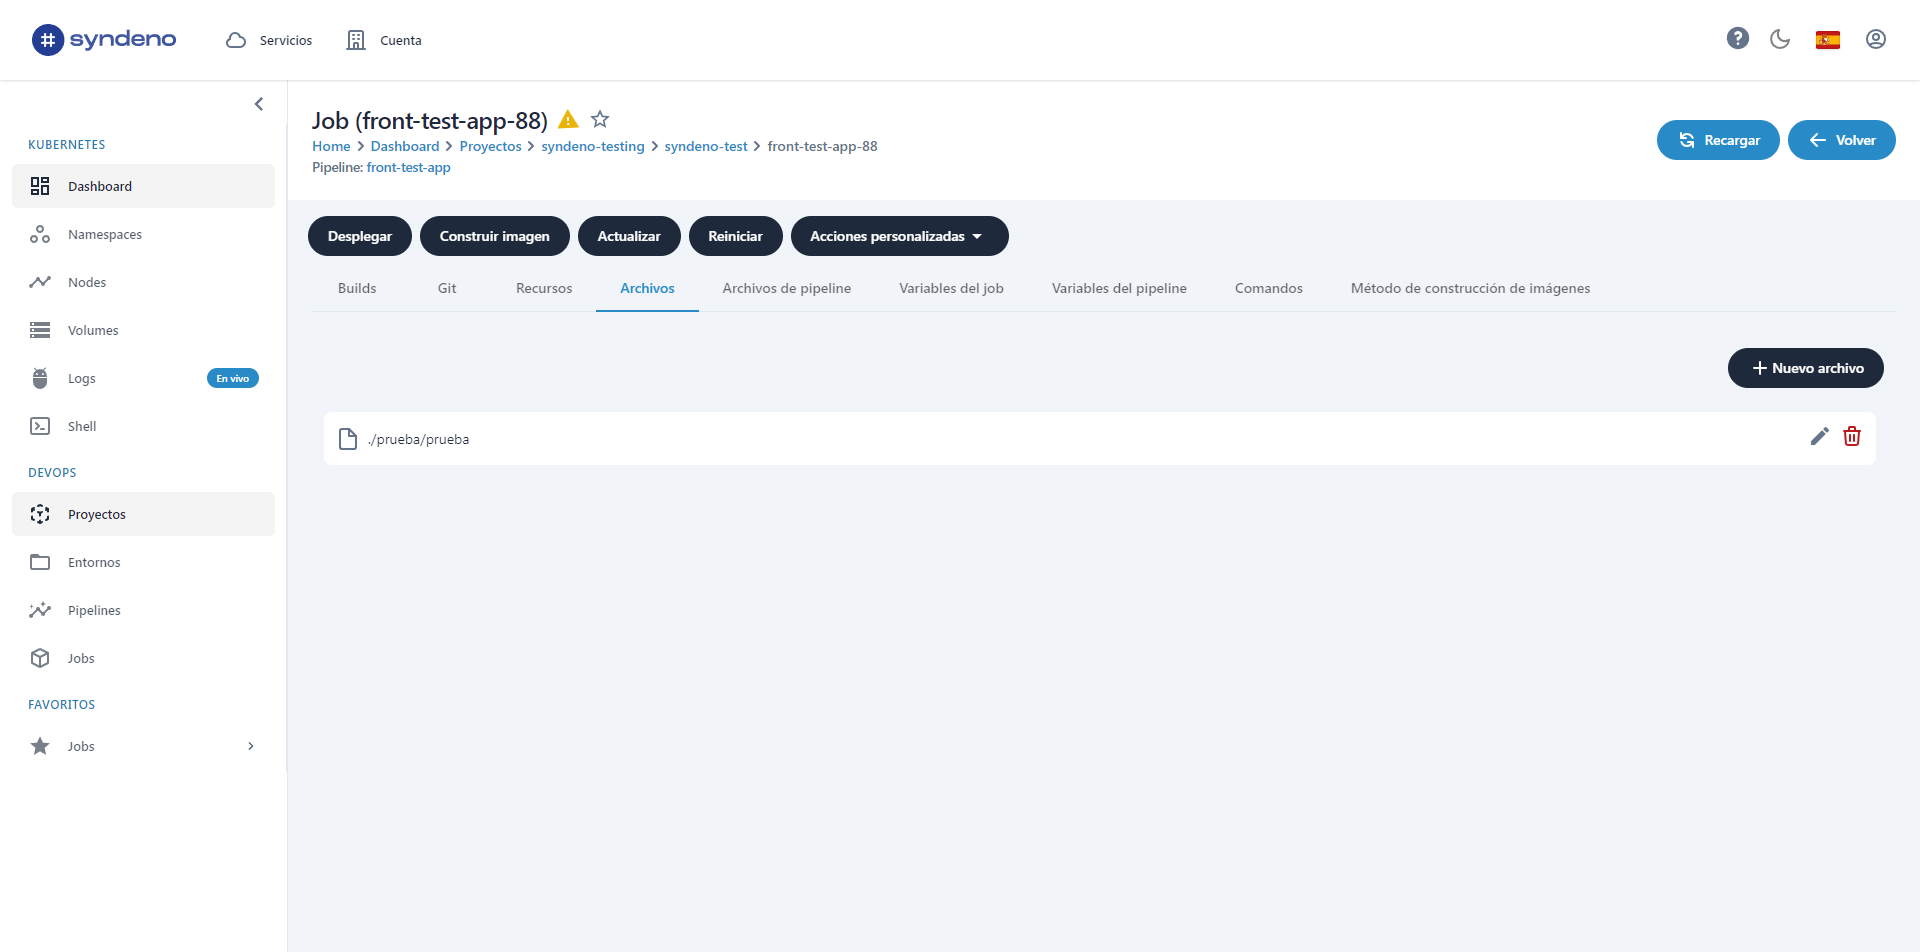 syndeno
Servicios
Cuenta
KUBERNETES
Dashboard
Namespaces
Nodes
Volumes
Logs
En vivo
Shell
DEVOPS
Proyectos
Entornos
Pipelines
Jobs
FAVORITOS
Jobs
Job (front-test-app-88)
Home > Dashboard > Proyectos > syndeno-testing > syndeno-test > front-test-app-88
Pipeline: front-test-app
Recargar
Volver
Desplegar
Construir imagen
Actualizar
Reiniciar
Acciones personalizadas
Builds
Git
Recursos
Archivos
Archivos de pipeline
Variables del job
Variables del pipeline
Comandos
Método de construcción de imágenes
+ Nuevo archivo
./prueba/prueba